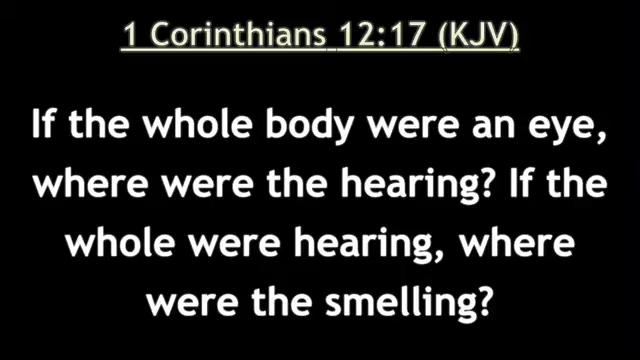 1 Corinthians 12:17 (KJV)
If the whole body were an eye,
where were the hearing? If the
whole were hearing, where
were the smelling?